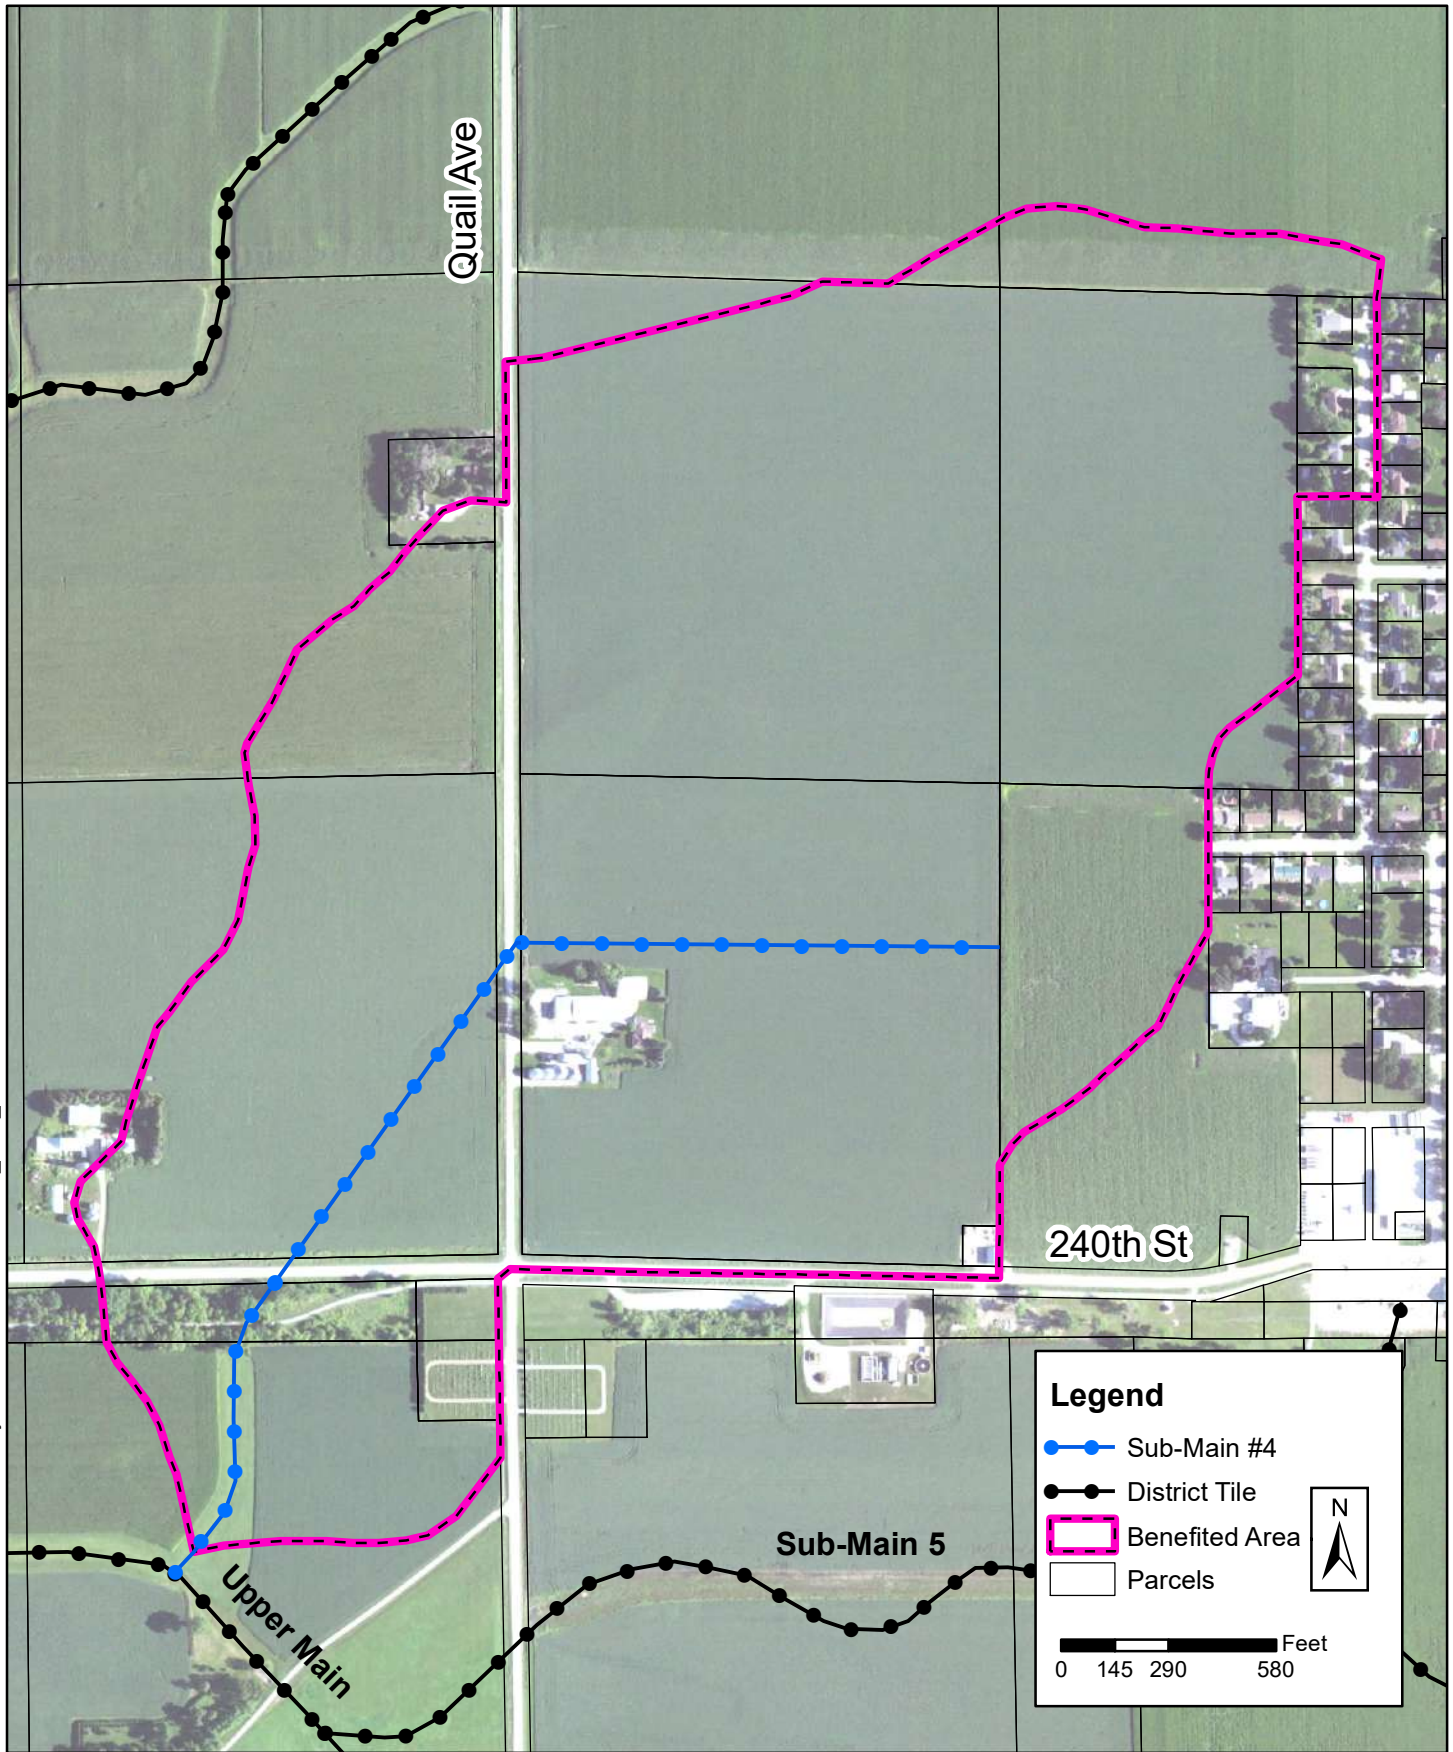 Quail Ave
240th St
Legend
Sub-Main #4
District Tile
Benefited Area
Parcels
N
Feet
0 145 290 580
Sub-Main 5
Upper Main